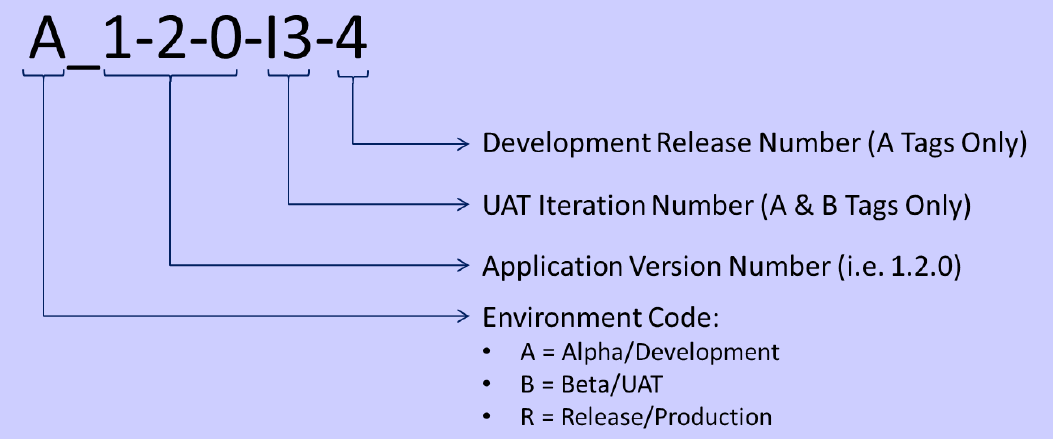 A_1-2-0-I3-4
Development Release Number (A Tags Only)
UAT Iteration Number (A & B Tags Only)
Application Version Number (i.e. 1.2.0)
Environment Code:
• A = Alpha/Development
• B = Beta/UAT
• R = Release/Production